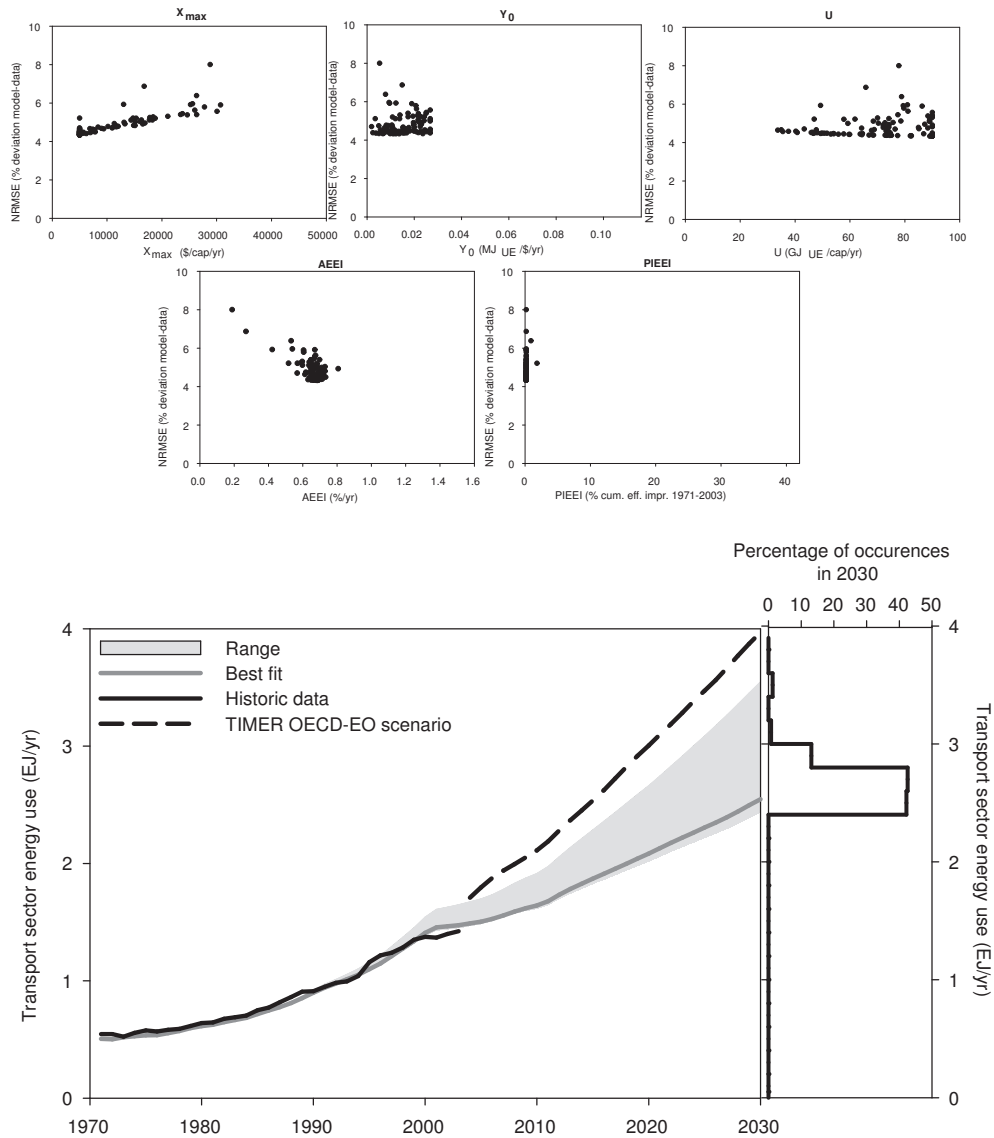 X max
NRMSE (% deviation model-data)
10
8
6
4
2
0
0 10000 20000 30000 40000 50000
X max ($/cap/yr)
Y 0
NRMSE (% deviation model-data)
10
8
6
4
2
0
0.00 0.02 0.04 0.06 0.08 0.10
Y 0 (MJ UE /$/yr)
U
NRMSE (% deviation model-data)
10
8
6
4
2
0
0 20 40 60 80 100
U (GJ UE /cap/yr)
AEEI
NRMSE (% deviation model-data)
10
8
6
4
2
0
0.0 0.2 0.4 0.6 0.8 1.0 1.2 1.4 1.6
AEEI (%/yr)
PIEEI
NRMSE (% deviation model-data)
10
8
6
4
2
0
0 10 20 30 40
PIEEI (% cum. eff. impr. 1971-2003)
Percentage of occurences
in 2030
0 10 20 30 40 50
Transport sector energy use (EJ/yr)
4
3
2
1
0
Range
Best fit
Historic data
TIMER OECD-EO scenario
1970 1980 1990 2000 2010 2020 2030
4
3
2
1
0
Transport sector energy use (EJ/yr)